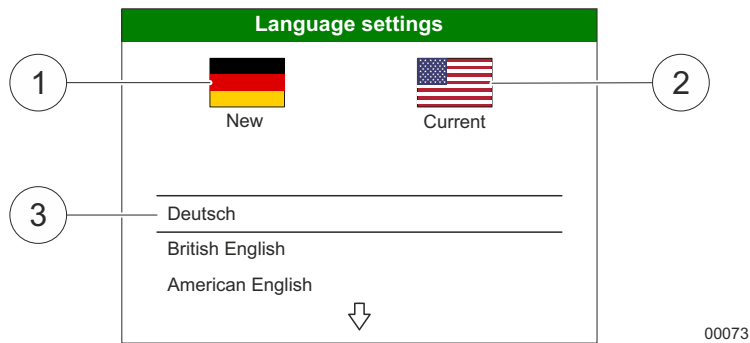 Language settings
1
2
New
Current
3
Deutsch
British English
American English
00073